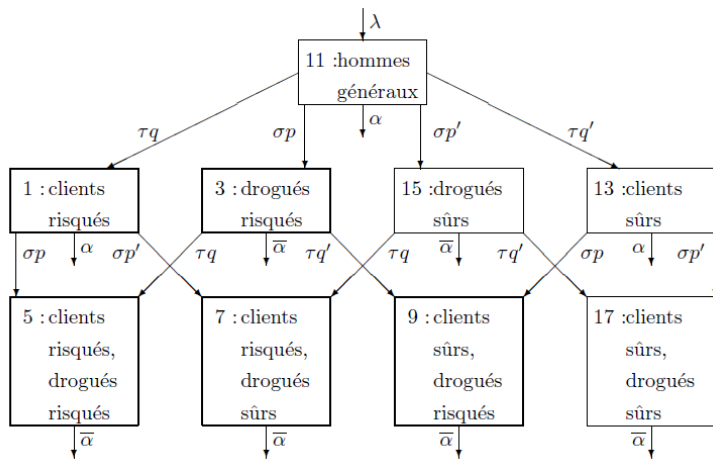 λ
11 :hommes
généraux
τq σp α σp′ τq′
1 : clients
risqués
3 : drogués
risqués
15 :drogués
sûrs
13 :clients
sûrs
σp α σp′ τq α̅ τq′ τq α̅ τq′ σp α σp′
5 : clients
risqués,
drogués
risqués
7 : clients
risqués,
drogués
sûrs
9 : clients
sûrs,
drogués
risqués
17 :clients
sûrs,
drogués
sûrs
α̅ α̅ α̅ α̅